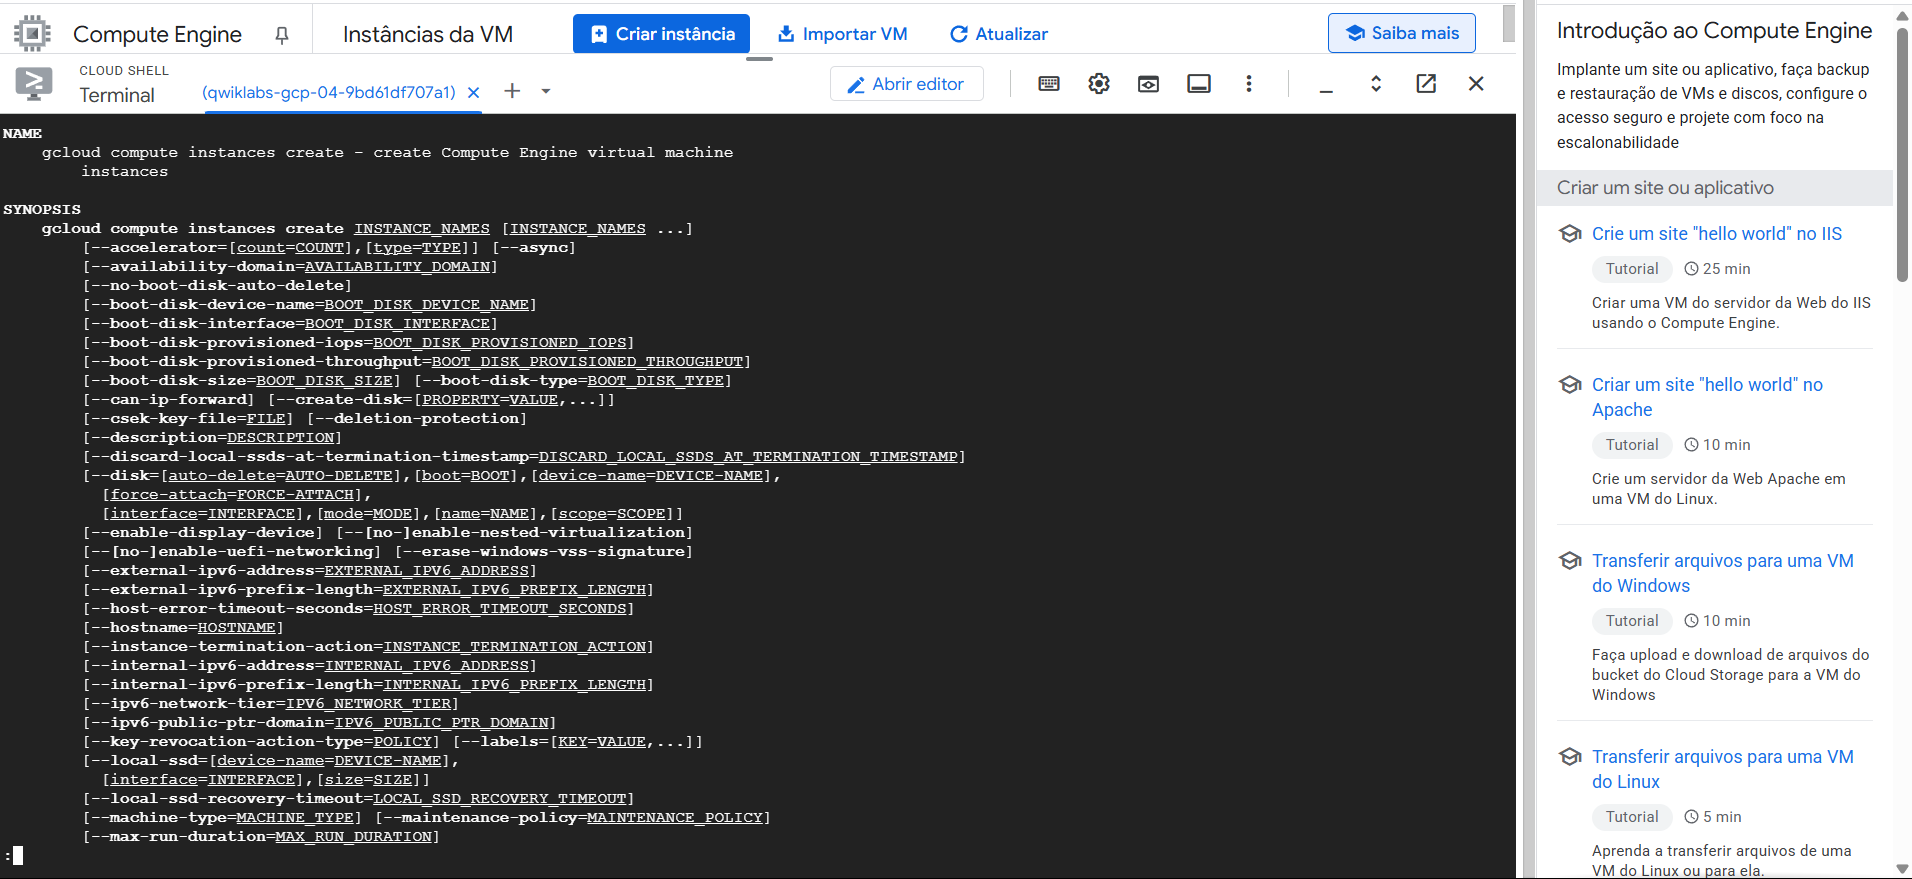 Compute Engine
Instâncias da VM
Criar instância
Importar VM
Atualizar
Saiba mais
CLOUD SHELL
Terminal
(qwiklabs-gcp-04-9bd61df707a1)
Abrir editor
NAME
gcloud compute instances create - create Compute Engine virtual machine
instances
SYNOPSIS
gcloud compute instances create INSTANCE_NAMES [INSTANCE_NAMES ...]
[--accelerator=[count=COUNT],[type=TYPE]] [--async]
[--availability-domain=AVAILABILITY_DOMAIN]
[--no-boot-disk-auto-delete]
[--boot-disk-device-name=BOOT_DISK_DEVICE_NAME]
[--boot-disk-interface=BOOT_DISK_INTERFACE]
[--boot-disk-provisioned-iops=BOOT_DISK_PROVISIONED_IOPS]
[--boot-disk-provisioned-throughput=BOOT_DISK_PROVISIONED_THROUGHPUT]
[--boot-disk-size=BOOT_DISK_SIZE] [--boot-disk-type=BOOT_DISK_TYPE]
[--can-ip-forward] [--create-disk=[PROPERTY=VALUE,...]]
[--csek-key-file=FILE] [--deletion-protection]
[--description=DESCRIPTION]
[--discard-local-ssds-at-termination-timestamp=DISCARD_LOCAL_SSDS_AT_TERMINATION_TIMESTAMP]
[--disk=[auto-delete=AUTO-DELETE],[boot=BOOT],[device-name=DEVICE-NAME],
[force-attach=FORCE-ATTACH],
[interface=INTERFACE],[mode=MODE],[name=NAME],[scope=SCOPE]]
[--enable-display-device] [--[no-]enable-nested-virtualization]
[--[no-]enable-uefi-networking] [--erase-windows-vss-signature]
[--external-ipv6-address=EXTERNAL_IPV6_ADDRESS]
[--external-ipv6-prefix-length=EXTERNAL_IPV6_PREFIX_LENGTH]
[--host-error-timeout-seconds=HOST_ERROR_TIMEOUT_SECONDS]
[--hostname=HOSTNAME]
[--instance-termination-action=INSTANCE_TERMINATION_ACTION]
[--internal-ipv6-address=INTERNAL_IPV6_ADDRESS]
[--internal-ipv6-prefix-length=INTERNAL_IPV6_PREFIX_LENGTH]
[--ipv6-network-tier=IPV6_NETWORK_TIER]
[--ipv6-public-ptr-domain=IPV6_PUBLIC_PTR_DOMAIN]
[--key-revocation-action-type=POLICY] [--labels=[KEY=VALUE,...]]
[--local-ssd=[device-name=DEVICE-NAME],
[interface=INTERFACE],[size=SIZE]]
[--local-ssd-recovery-timeout=LOCAL_SSD_RECOVERY_TIMEOUT]
[--machine-type=MACHINE_TYPE] [--maintenance-policy=MAINTENANCE_POLICY]
[--max-run-duration=MAX_RUN_DURATION]
:
Introdução ao Compute Engine
Implante um site ou aplicativo, faça backup
e restauração de VMs e discos, configure o
acesso seguro e projete com foco na
escalonabilidade
Criar um site ou aplicativo
Crie um site "hello world" no IIS
Tutorial
25 min
Criar uma VM do servidor da Web do IIS
usando o Compute Engine.
Criar um site "hello world" no
Apache
Tutorial
10 min
Crie um servidor da Web Apache em
uma VM do Linux.
Transferir arquivos para uma VM
do Windows
Tutorial
10 min
Faça upload e download de arquivos do
bucket do Cloud Storage para a VM do
Windows
Transferir arquivos para uma VM
do Linux
Tutorial
5 min
Aprenda a transferir arquivos de uma
VM do Linux ou para ela.